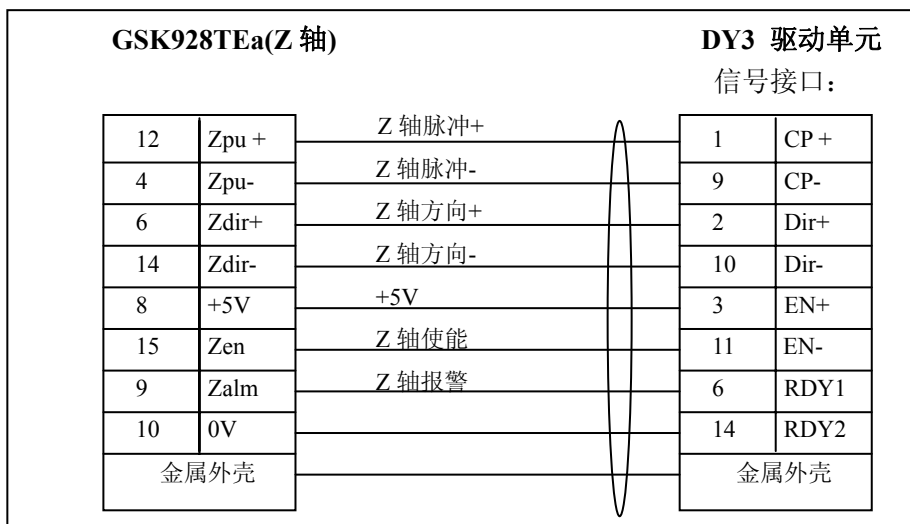 GSK928TEa(Z 轴) DY3 驱动单元
信号接口：
12 Zpu + Z 轴脉冲+ 1 CP +
4 Zpu- Z 轴脉冲- 9 CP-
6 Zdir+ Z 轴方向+ 2 Dir+
14 Zdir- Z 轴方向- 10 Dir-
8 +5V +5V 3 EN+
15 Zen Z 轴使能 11 EN-
9 Zalm Z 轴报警 6 RDY1
10 0V 14 RDY2
金属外壳 金属外壳